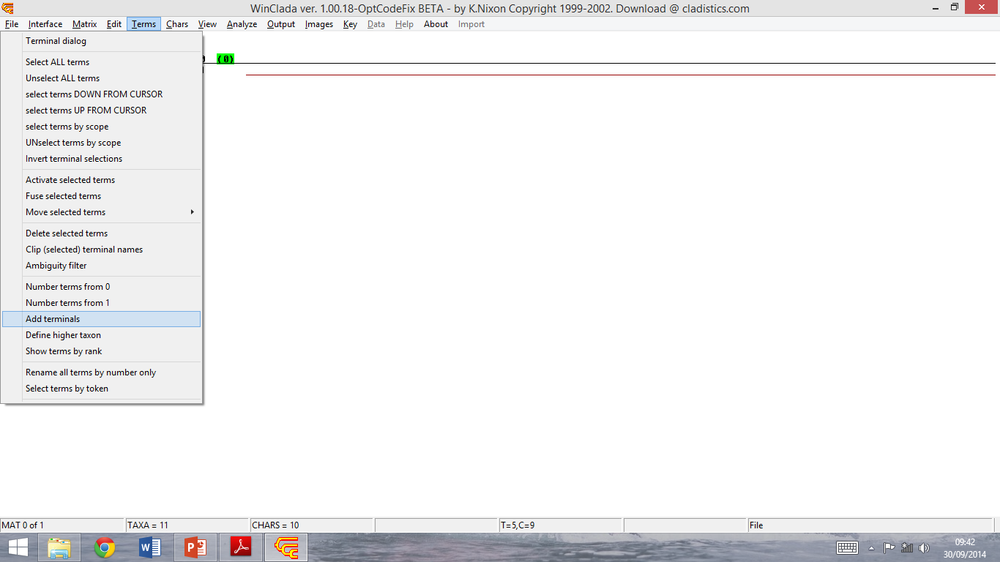 WinClada ver. 1.00.18-OptCodeFix BETA - by K.Nixon Copyright 1999-2002. Download @ cladistics.com
File Interface Matrix Edit Terms Chars View Analyze Output Images Key Data Help About Import
Terminal dialog
(0)
Select ALL terms
Unselect ALL terms
select terms DOWN FROM CURSOR
select terms UP FROM CURSOR
select terms by scope
UNselect terms by scope
Invert terminal selections
Activate selected terms
Fuse selected terms
Move selected terms
Delete selected terms
Clip (selected) terminal names
Ambiguity filter
Number terms from 0
Number terms from 1
Add terminals
Define higher taxon
Show terms by rank
Rename all terms by number only
Select terms by token
MAT 0 of 1 TAXA = 11 CHARS = 10 T=5,C=9 File
09:42
30/09/2014